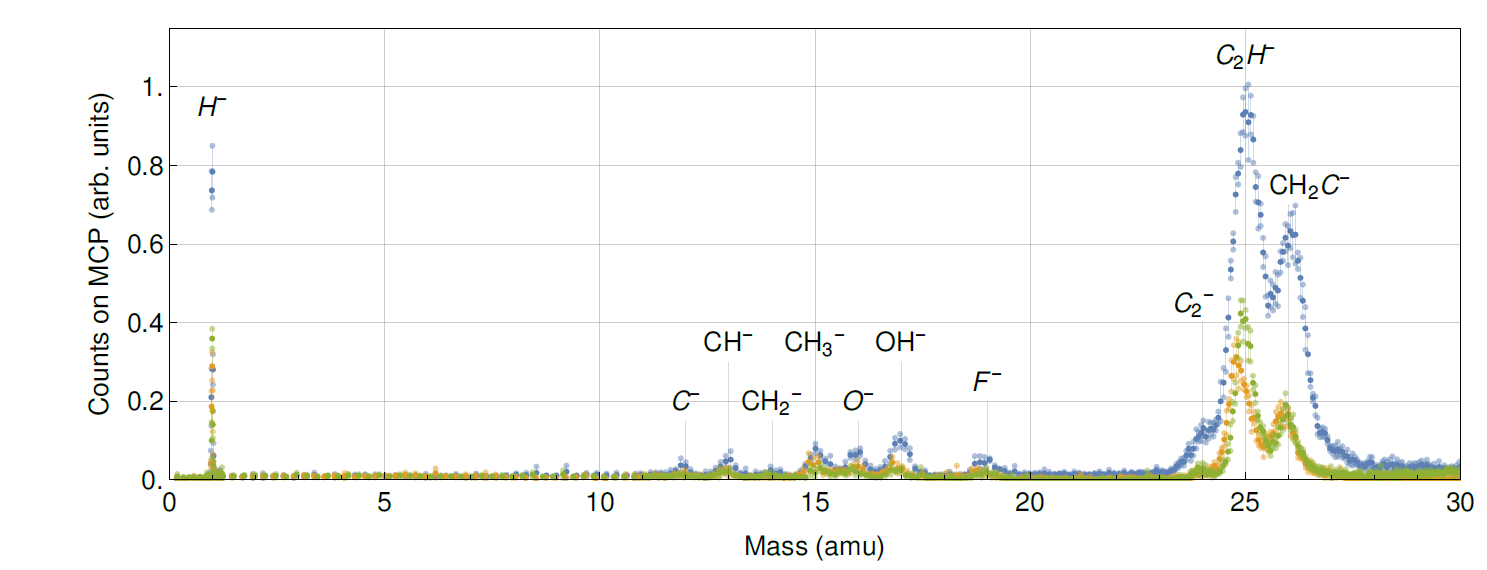 C₂H⁻
1.
H⁻
0.8
CH₂C⁻
0.6
C₂⁻
0.4
CH⁻ CH₃⁻ OH⁻
F⁻
0.2
C⁻ CH₂⁻ O⁻
0.
0 5 10 15 20 25 30
Mass (amu)
Counts on MCP (arb. units)